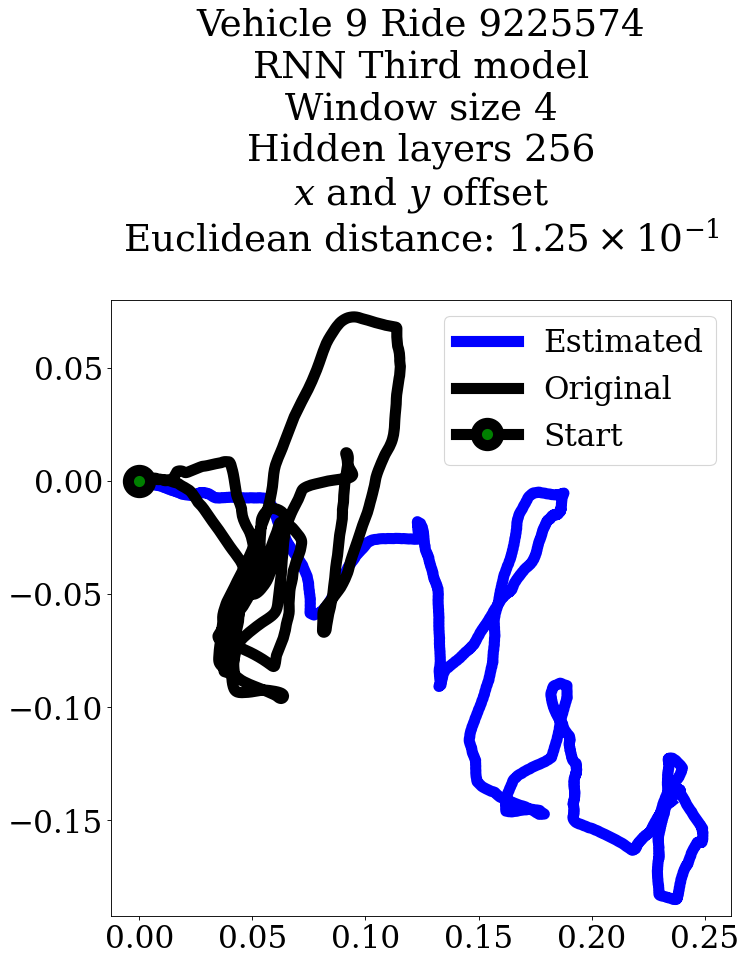 Vehicle 9 Ride 9225574
RNN Third model
Window size 4
Hidden layers 256
x and y offset
Euclidean distance: 1.25 × 10⁻¹
Estimated
Original
Start
0.05
0.00
−0.05
−0.10
−0.15
0.00 0.05 0.10 0.15 0.20 0.25